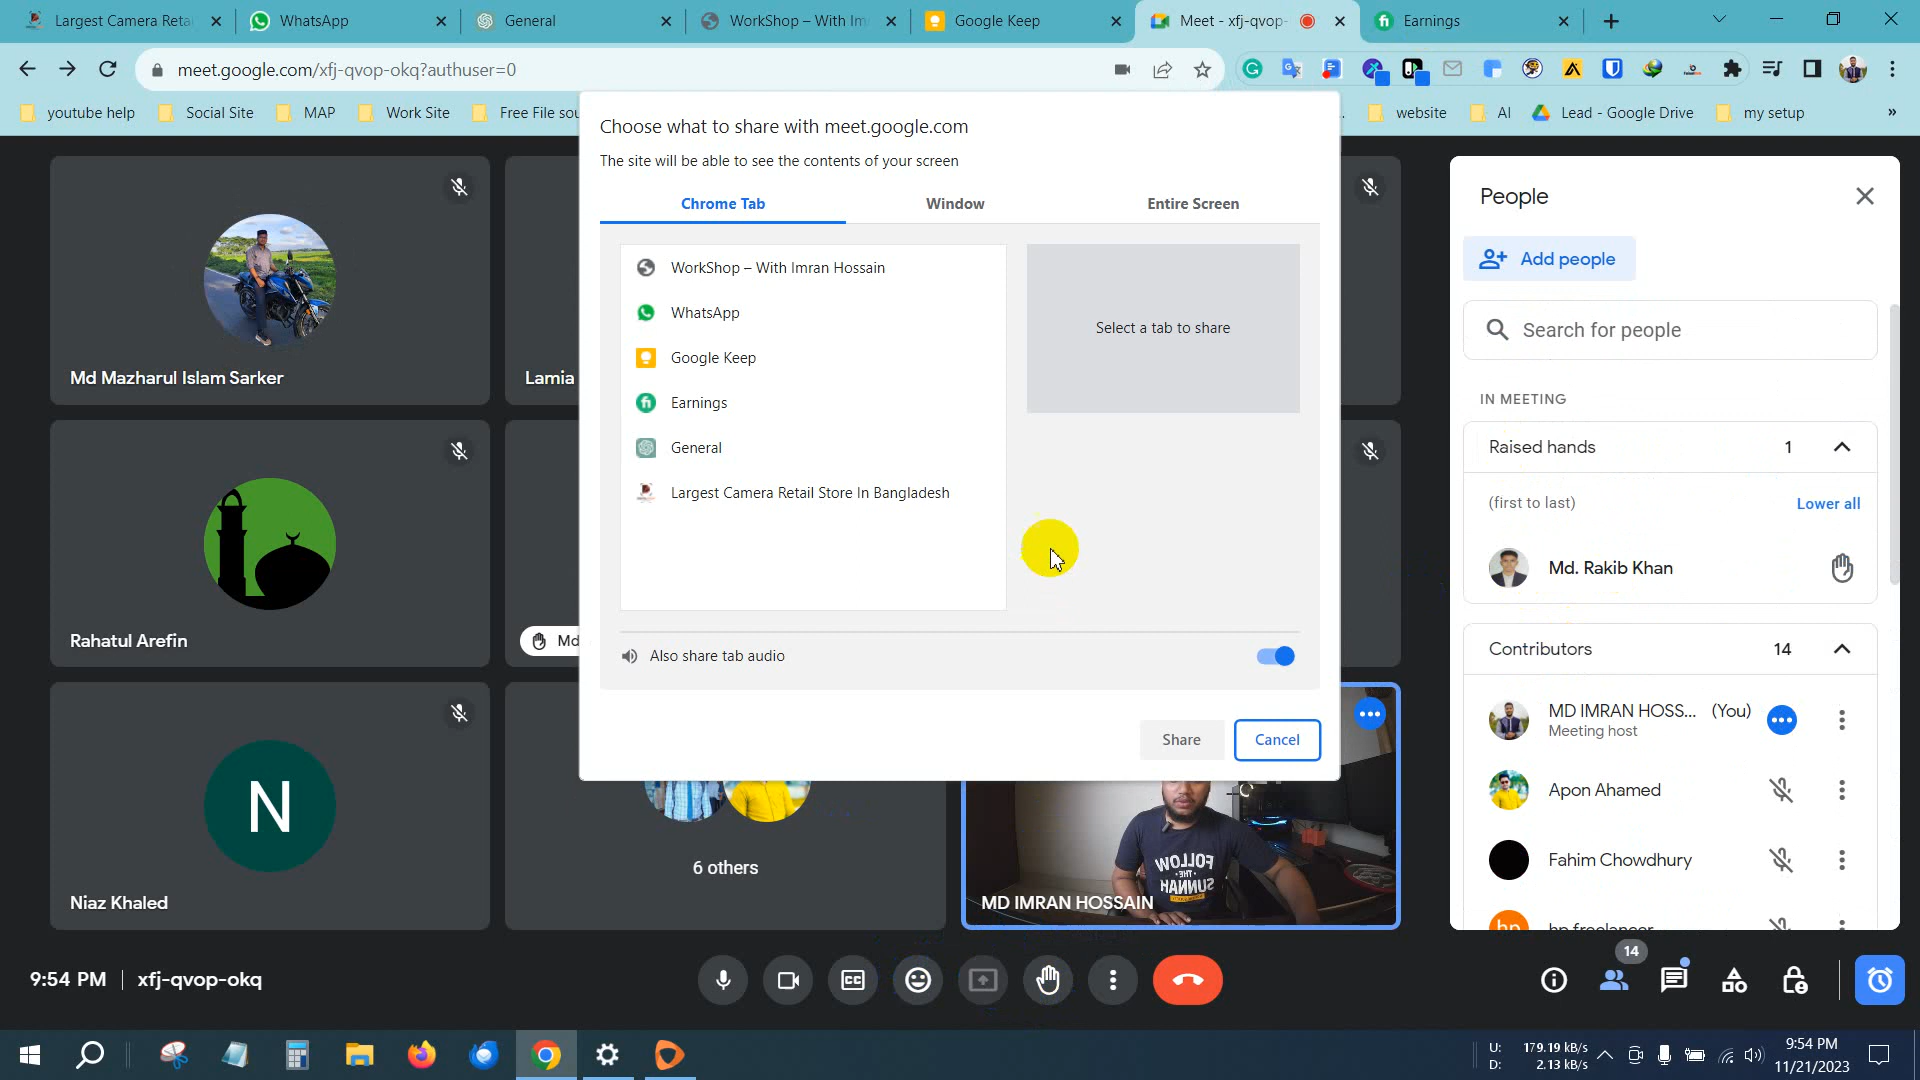 Largest Camera Reta
WhatsApp
General
WorkShop – With Im
Google Keep
Meet - xfj-qvop-
Earnings
meet.google.com/xfj-qvop-okq?authuser=0
youtube help
Social Site
MAP
Work Site
Free File sou
website
AI
Lead - Google Drive
my setup
»
Choose what to share with meet.google.com
The site will be able to see the contents of your screen
Chrome Tab
Window
Entire Screen
WorkShop – With Imran Hossain
WhatsApp
Google Keep
Earnings
General
Largest Camera Retail Store In Bangladesh
Select a tab to share
Also share tab audio
Share
Cancel
Md Mazharul Islam Sarker
Lamia
Rahatul Arefin
Md
N
Niaz Khaled
6 others
FOLLOW
THE
SUNNAH
MD IMRAN HOSSAIN
People
Add people
Search for people
IN MEETING
Raised hands
1
(first to last)
Lower all
Md. Rakib Khan
Contributors
14
MD IMRAN HOSS... (You)
Meeting host
Apon Ahamed
Fahim Chowdhury
hp
hp freelancer
9:54 PM | xfj-qvop-okq
CC
14
U: 179.19 kB/s
D: 2.13 kB/s
9:54 PM
11/21/2023